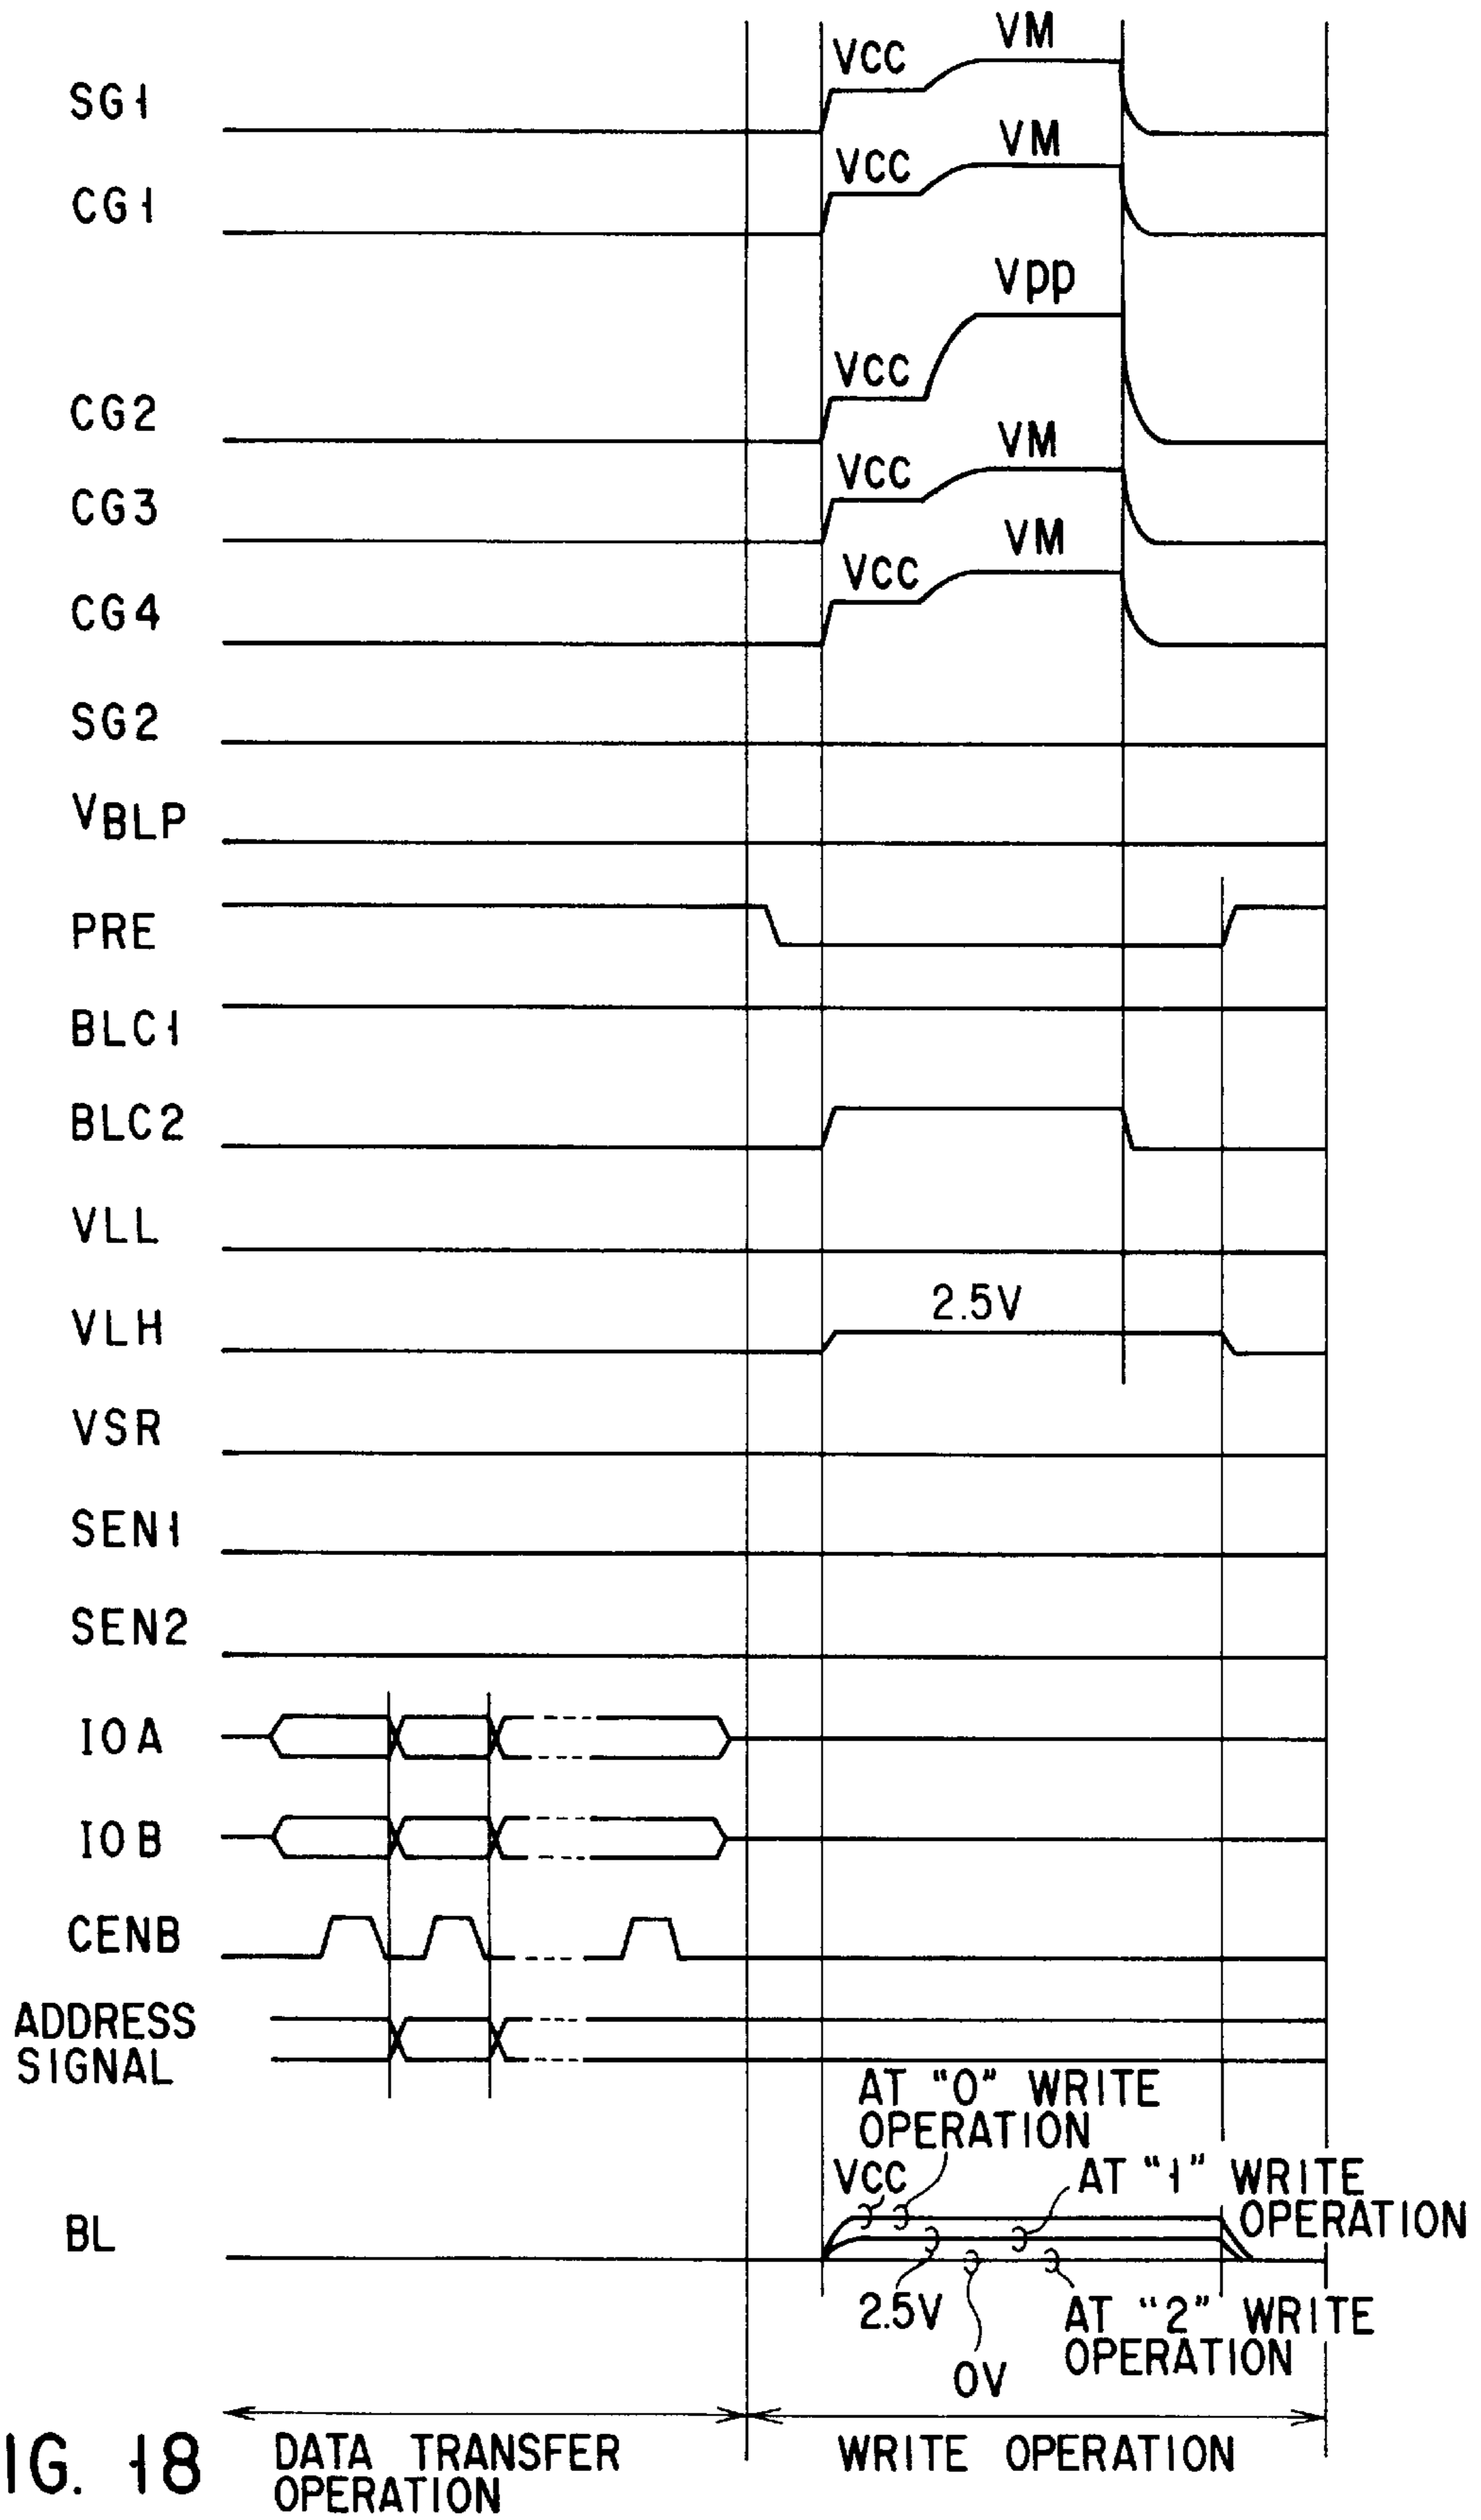 VM
VCC
SG1
VM
VCC
CG1
Vpp
VCC
CG2
VM
VCC
CG3
VM
VCC
CG4
SG2
VBLP
PRE
BLC1
BLC2
VLL
2.5V
VLH
VSR
SEN1
SEN2
IOA
IOB
CENB
ADDRESS
SIGNAL
AT "0" WRITE
OPERATION
VCC
AT "1" WRITE
OPERATION
BL
2.5V
AT "2" WRITE
OPERATION
0V
IG. 18
DATA TRANSFER
OPERATION
WRITE OPERATION